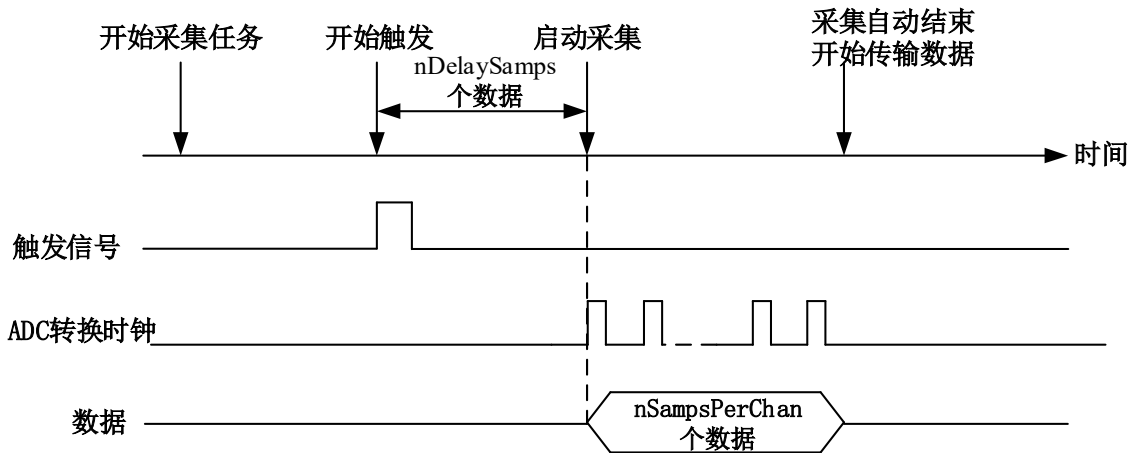 开始采集任务
开始触发
启动采集
采集自动结束
开始传输数据
nDelaySamps
个数据
时间
触发信号
ADC转换时钟
数据
nSampsPerChan
个数据